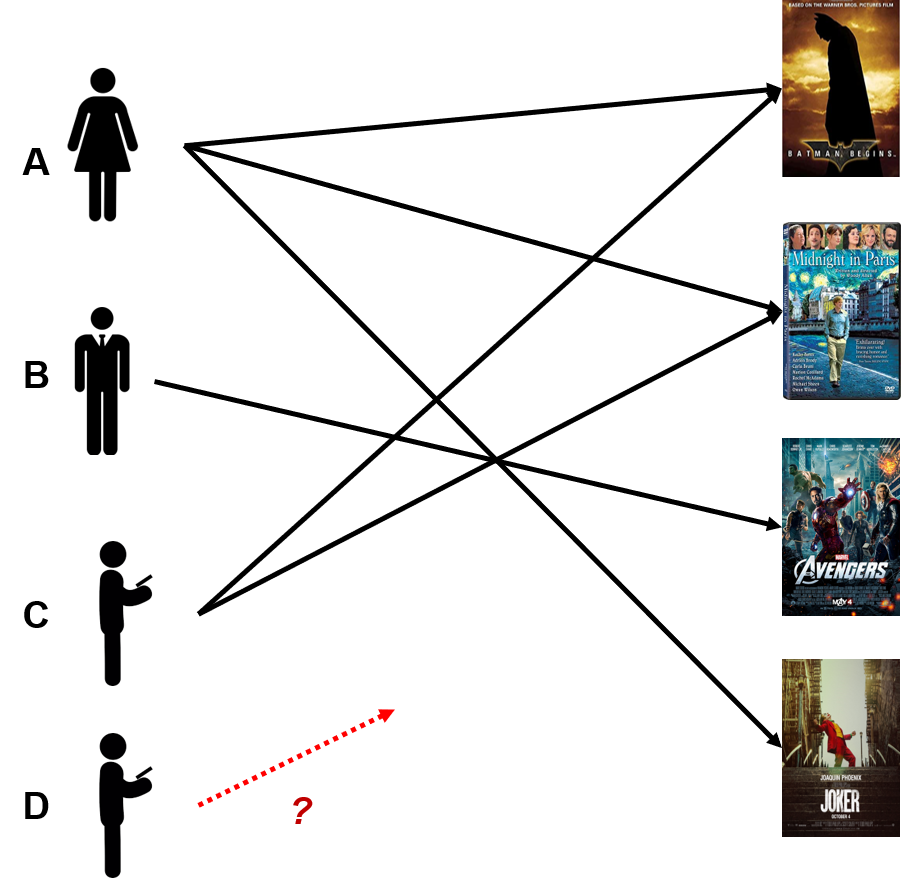 A
B
C
D
?
BASED ON THE WARNER BROS. PICTURES FILM
BATMAN BEGINS
Midnight in Paris
Written and Directed
by Woody Allen
Exhilarating!
Kathy Bates
Adrien Brody
Carla Bruni
Marion Cotillard
Rachel McAdams
Michael Sheen
Owen Wilson
DVD
MARVEL
AVENGERS
MAY 4
JOAQUIN PHOENIX
JOKER
OCTOBER 4